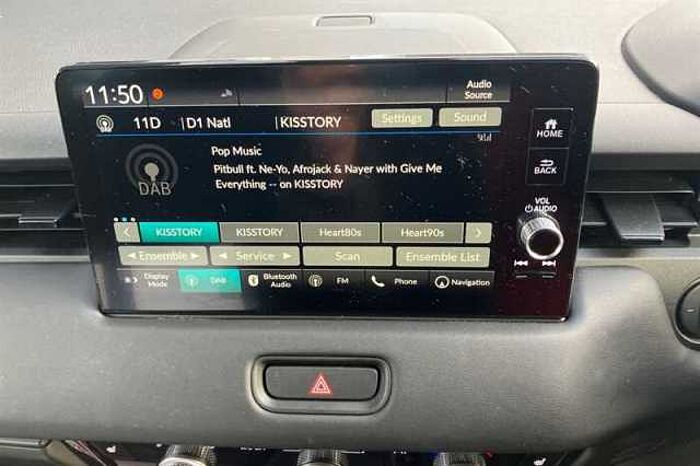 11:50
Audio Source
11D D1 Natl KISSTORY Settings Sound
Pop Music
Pitbull ft. Ne-Yo, Afrojack & Nayer with Give Me
Everything -- on KISSTORY
DAB
KISSTORY KISSTORY Heart80s Heart90s
Ensemble Service Scan Ensemble List
Display Mode DAB Bluetooth Audio FM Phone Navigation
HOME
BACK
VOL
AUDIO